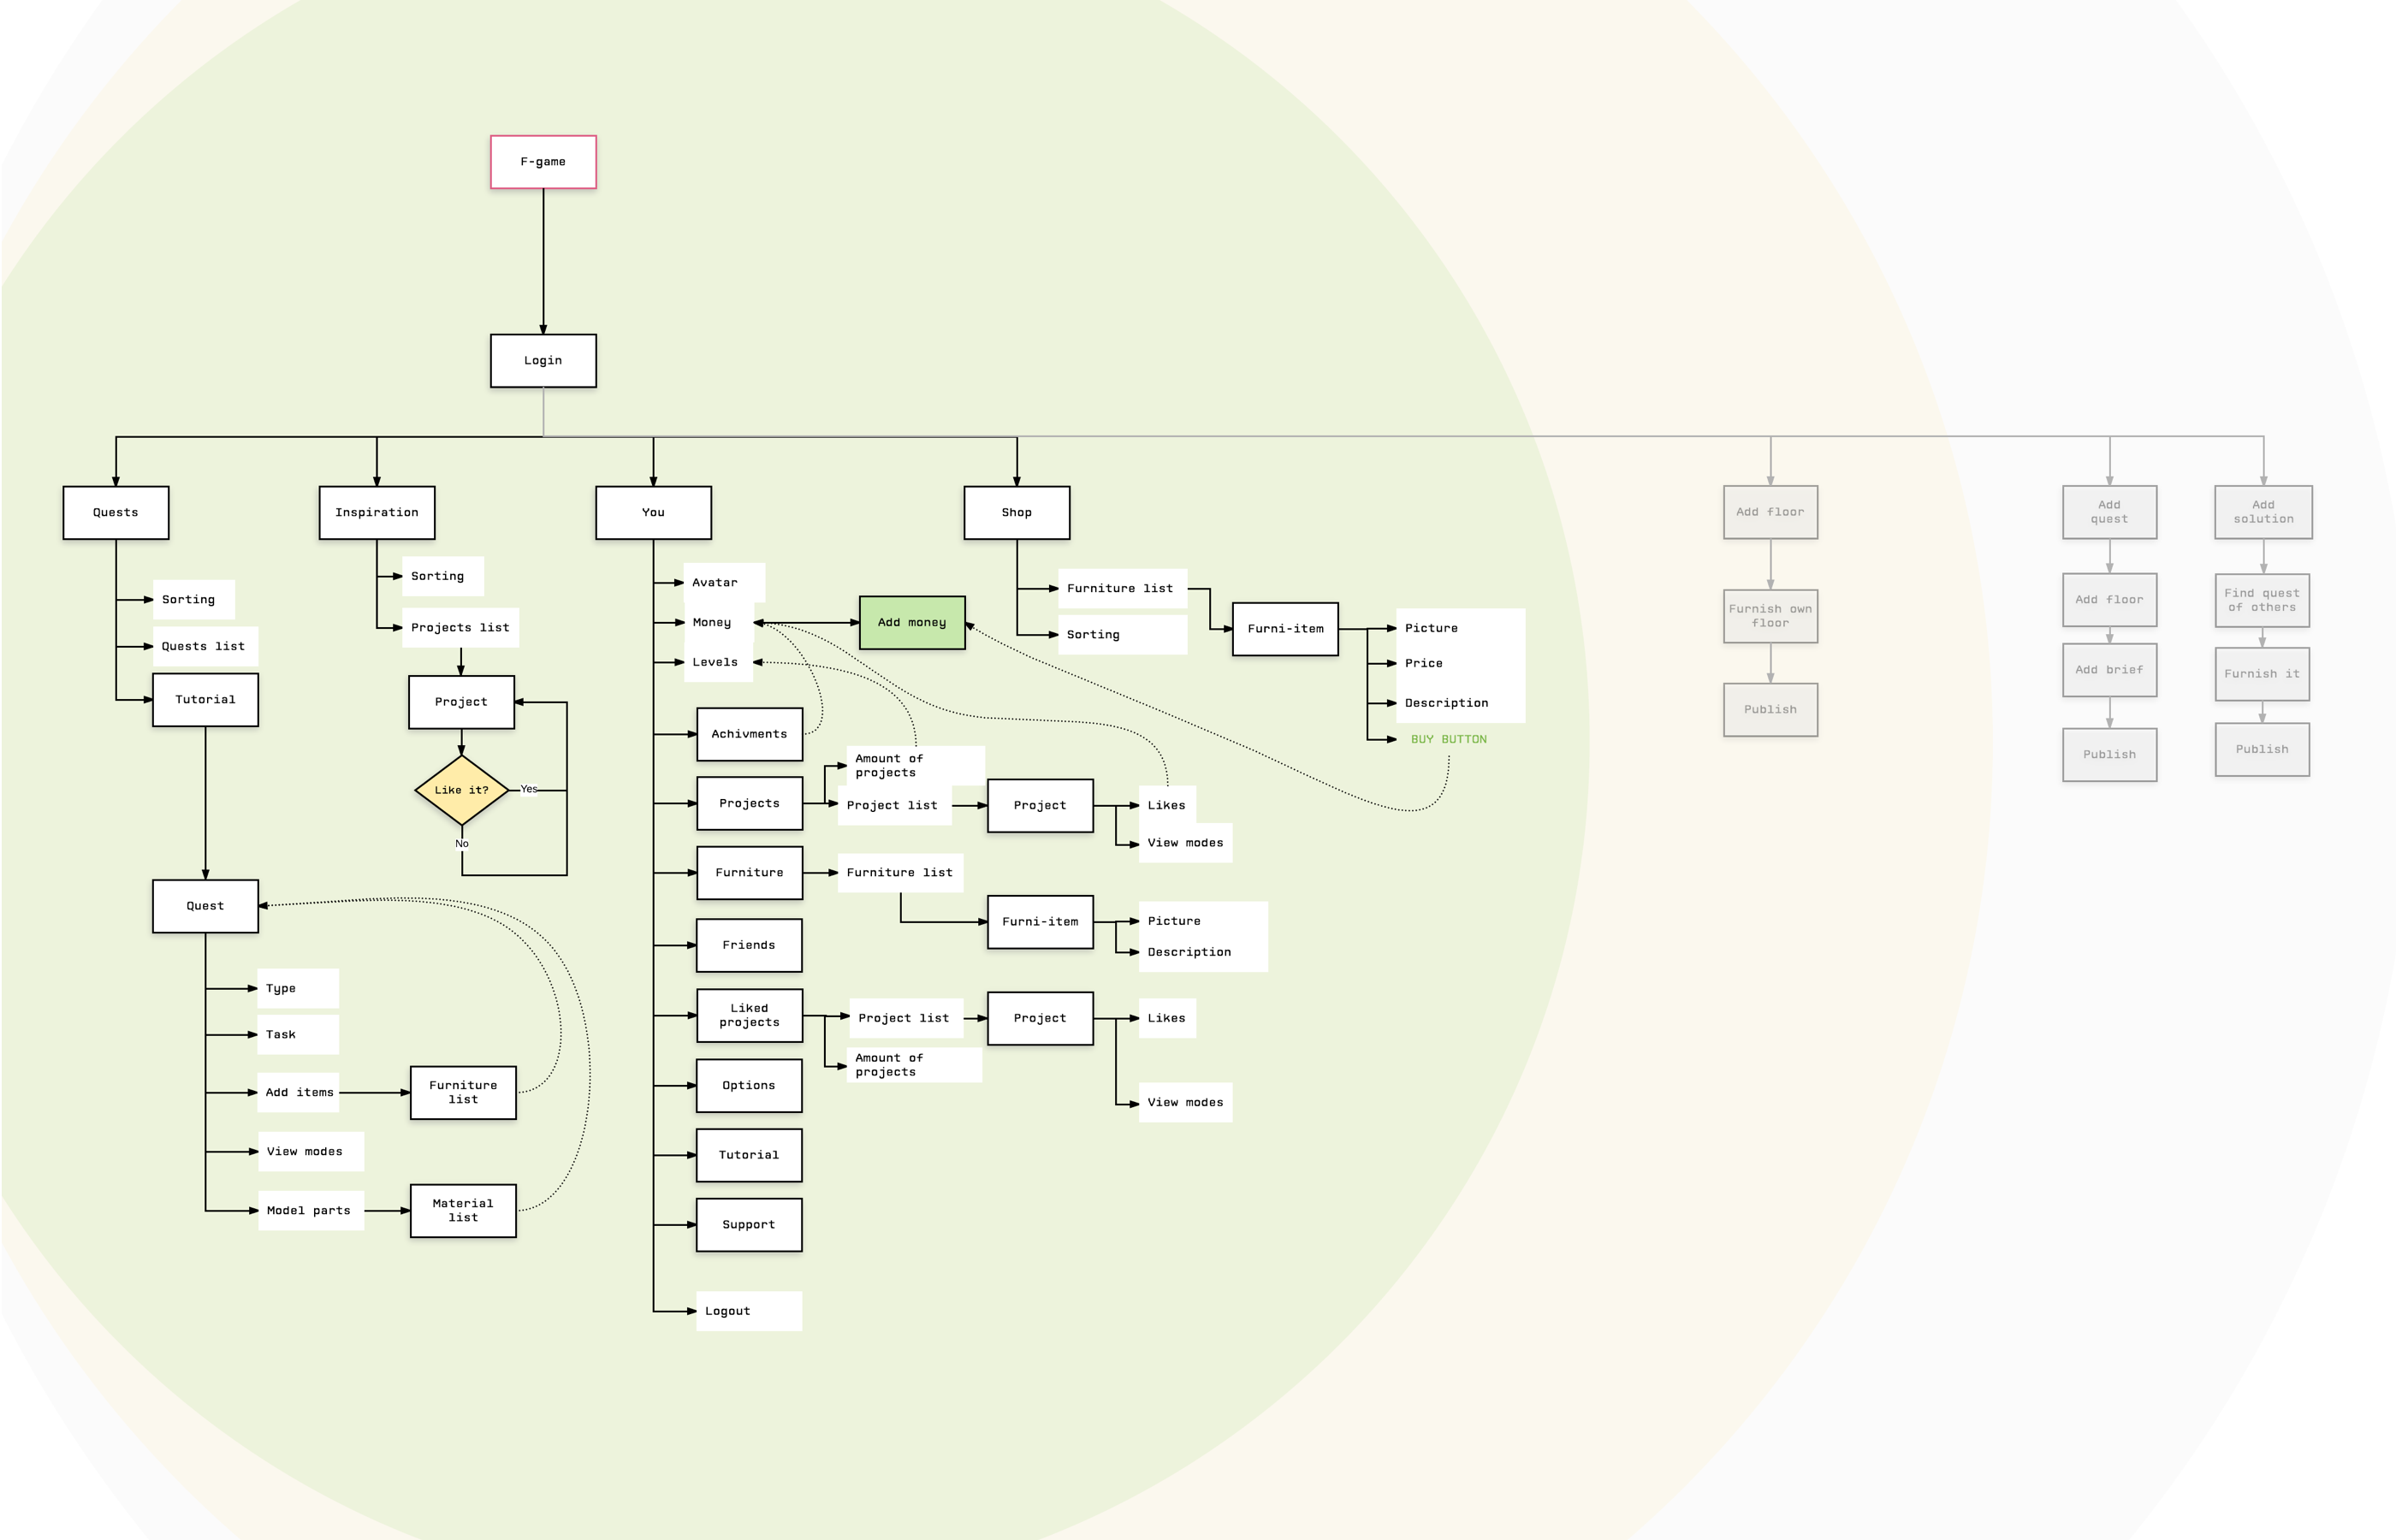 F-game
Login
Quests
Inspiration
You
Shop
Add floor
Add
quest
Add
solution
Sorting
Quests list
Tutorial
Quest
Type
Task
Add items
Furniture
list
View modes
Model parts
Material
list
Sorting
Projects list
Project
Like it?
Yes
No
Avatar
Money
Add money
Levels
Achivments
Projects
Amount of
projects
Project list
Project
Likes
View modes
Furniture
Furniture list
Furni-item
Picture
Description
Friends
Liked
projects
Project list
Amount of
projects
Project
Likes
View modes
Options
Tutorial
Support
Logout
Furniture list
Sorting
Furni-item
Picture
Price
Description
BUY BUTTON
Furnish own
floor
Publish
Add floor
Add brief
Publish
Find quest
of others
Furnish it
Publish